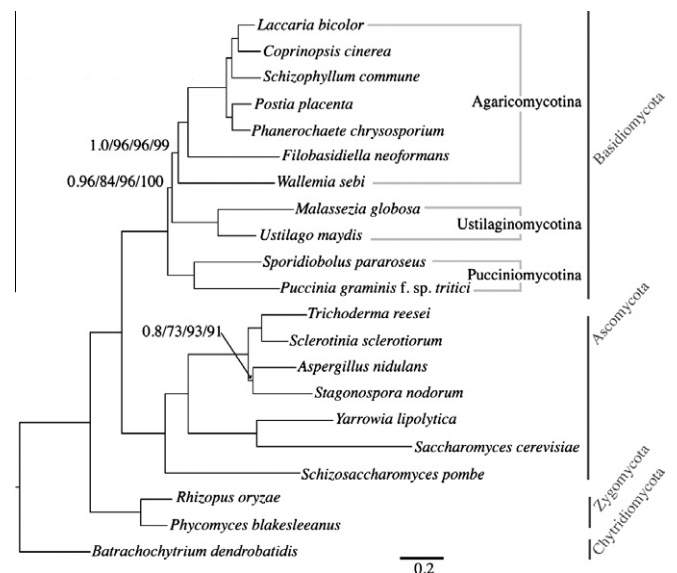 Laccaria bicolor
Coprinopsis cinerea
Schizophyllum commune
Postia placenta
Agaricomycotina
Phanerochaete chrysosporium
Basidiomycota
1.0/96/96/99
Filobasidiella neoformans
0.96/84/96/100
Wallemia sebi
Malassezia globosa
Ustilaginomycotina
Ustilago maydis
Sporidiobolus pararoseus
Pucciniomycotina
Puccinia graminis f. sp. tritici
Trichoderma reesei
Ascomycota
0.8/73/93/91
Sclerotinia sclerotiorum
Aspergillus nidulans
Stagonospora nodorum
Yarrowia lipolytica
Saccharomyces cerevisiae
Schizosaccharomyces pombe
Rhizopus oryzae
Zygomycota
Phycomyces blakesleeanus
Chytridiomycota
Batrachochytrium dendrobatidis
0.2